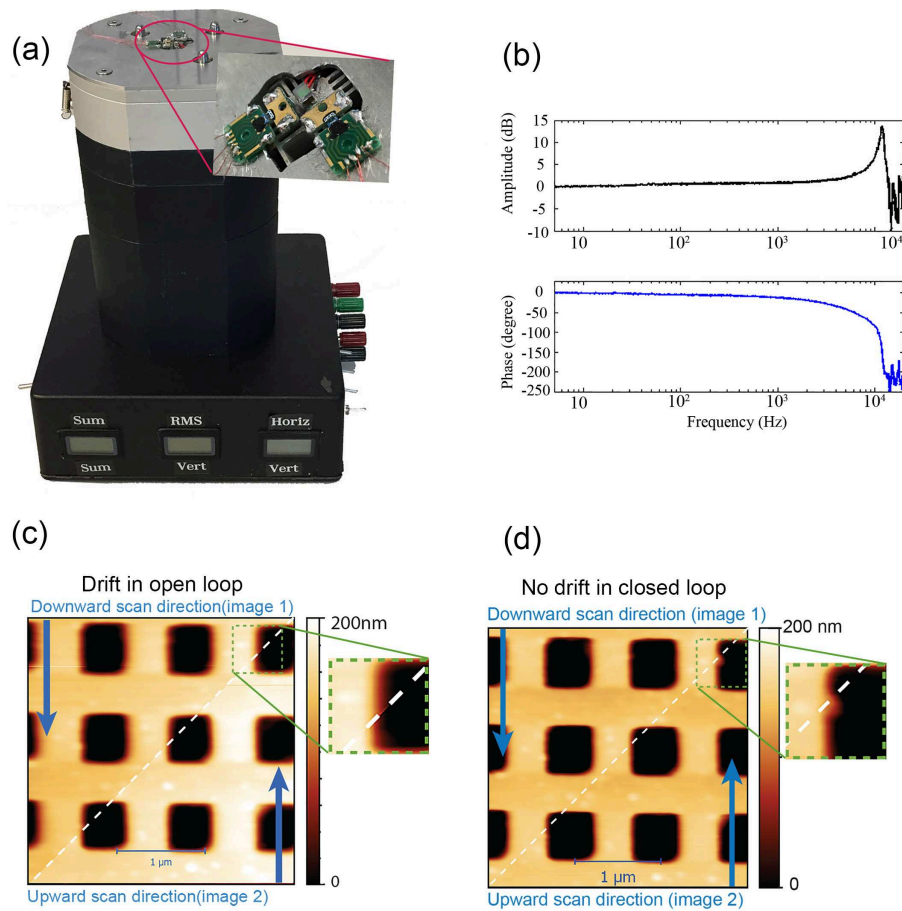 (a)
Sum
RMS
Horiz
Sum
Vert
Vert
(b)
Amplitude (dB)
15
10
5
0
-5
-10
10
10²
10³
10⁴
Phase (degree)
0
-50
-100
-150
-200
-250
10
10²
10³
10⁴
Frequency (Hz)
(c)
Drift in open loop
Downward scan direction(image 1)
200nm
1 µm
0
Upward scan direction(image 2)
(d)
No drift in closed loop
Downward scan direction (image 1)
200 nm
1 µm
0
Upward scan direction (image 2)